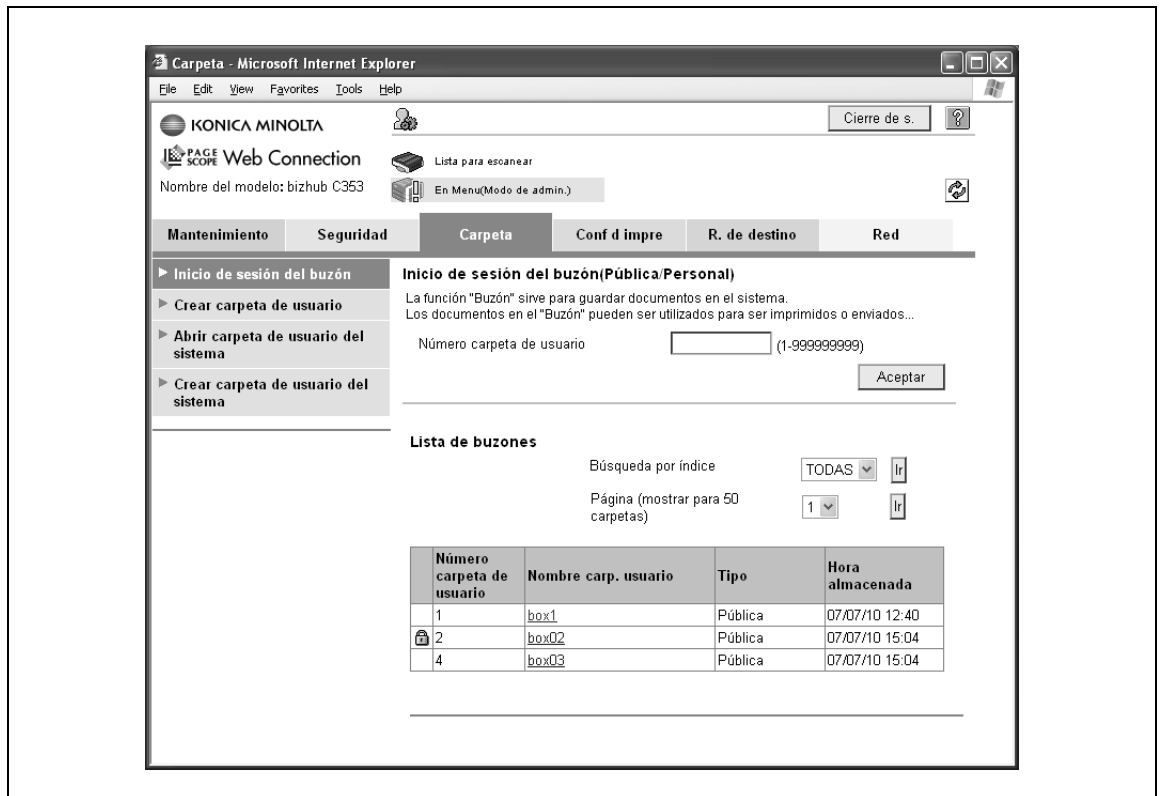 Carpeta - Microsoft Internet Explorer
File Edit View Favorites Tools Help
KONICA MINOLTA
Cierre de s.
?
PAGE SCOPE Web Connection
Lista para escanear
Nombre del modelo: bizhub C353
En Menu(Modo de admin.)
Mantenimiento Seguridad Carpeta Conf d impre R. de destino Red
Inicio de sesión del buzón
Crear carpeta de usuario
Abrir carpeta de usuario del
sistema
Crear carpeta de usuario del
sistema
Inicio de sesión del buzón(Pública/Personal)
La función "Buzón" sirve para guardar documentos en el sistema.
Los documentos en el "Buzón" pueden ser utilizados para ser imprimidos o enviados...
Número carpeta de usuario (1-999999999)
Aceptar
Lista de buzones
Búsqueda por índice TODAS Ir
Página (mostrar para 50
carpetas) 1 Ir
Número
carpeta de
usuario
Nombre carp. usuario
Tipo
Hora
almacenada
1 box1 Pública 07/07/10 12:40
2 box02 Pública 07/07/10 15:04
4 box03 Pública 07/07/10 15:04